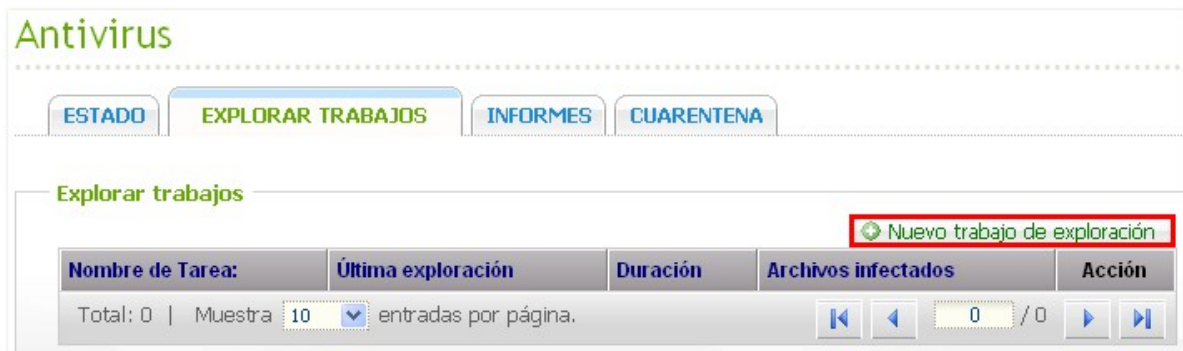 Antivirus
ESTADO EXPLORAR TRABAJOS INFORMES CUARENTENA
Explorar trabajos
Nuevo trabajo de exploración
Nombre de Tarea: Última exploración Duración Archivos infectados Acción
Total: 0 | Muestra 10 entradas por página. 0 / 0